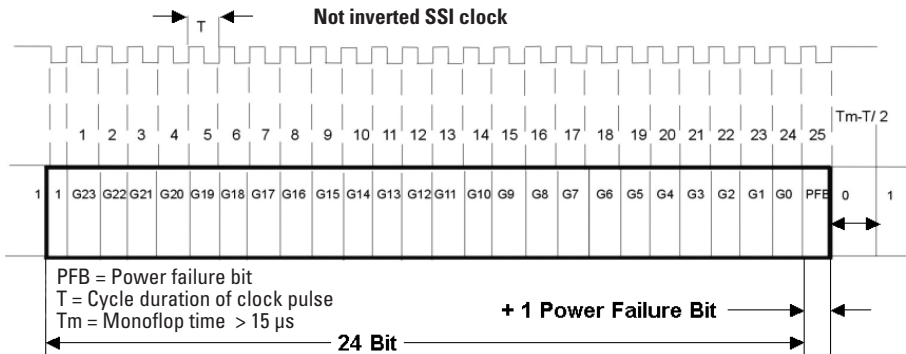 Not inverted SSI clock
T
1 2 3 4 5 6 7 8 9 10 11 12 13 14 15 16 17 18 19 20 21 22 23 24 25
Tm-T/ 2
1 1 G23 G22 G21 G20 G19 G18 G17 G16 G15 G14 G13 G12 G11 G10 G9 G8 G7 G6 G5 G4 G3 G2 G1 G0 PFB 0 1
PFB = Power failure bit
T = Cycle duration of clock pulse
Tm = Monoflop time > 15 µs
+ 1 Power Failure Bit
24 Bit